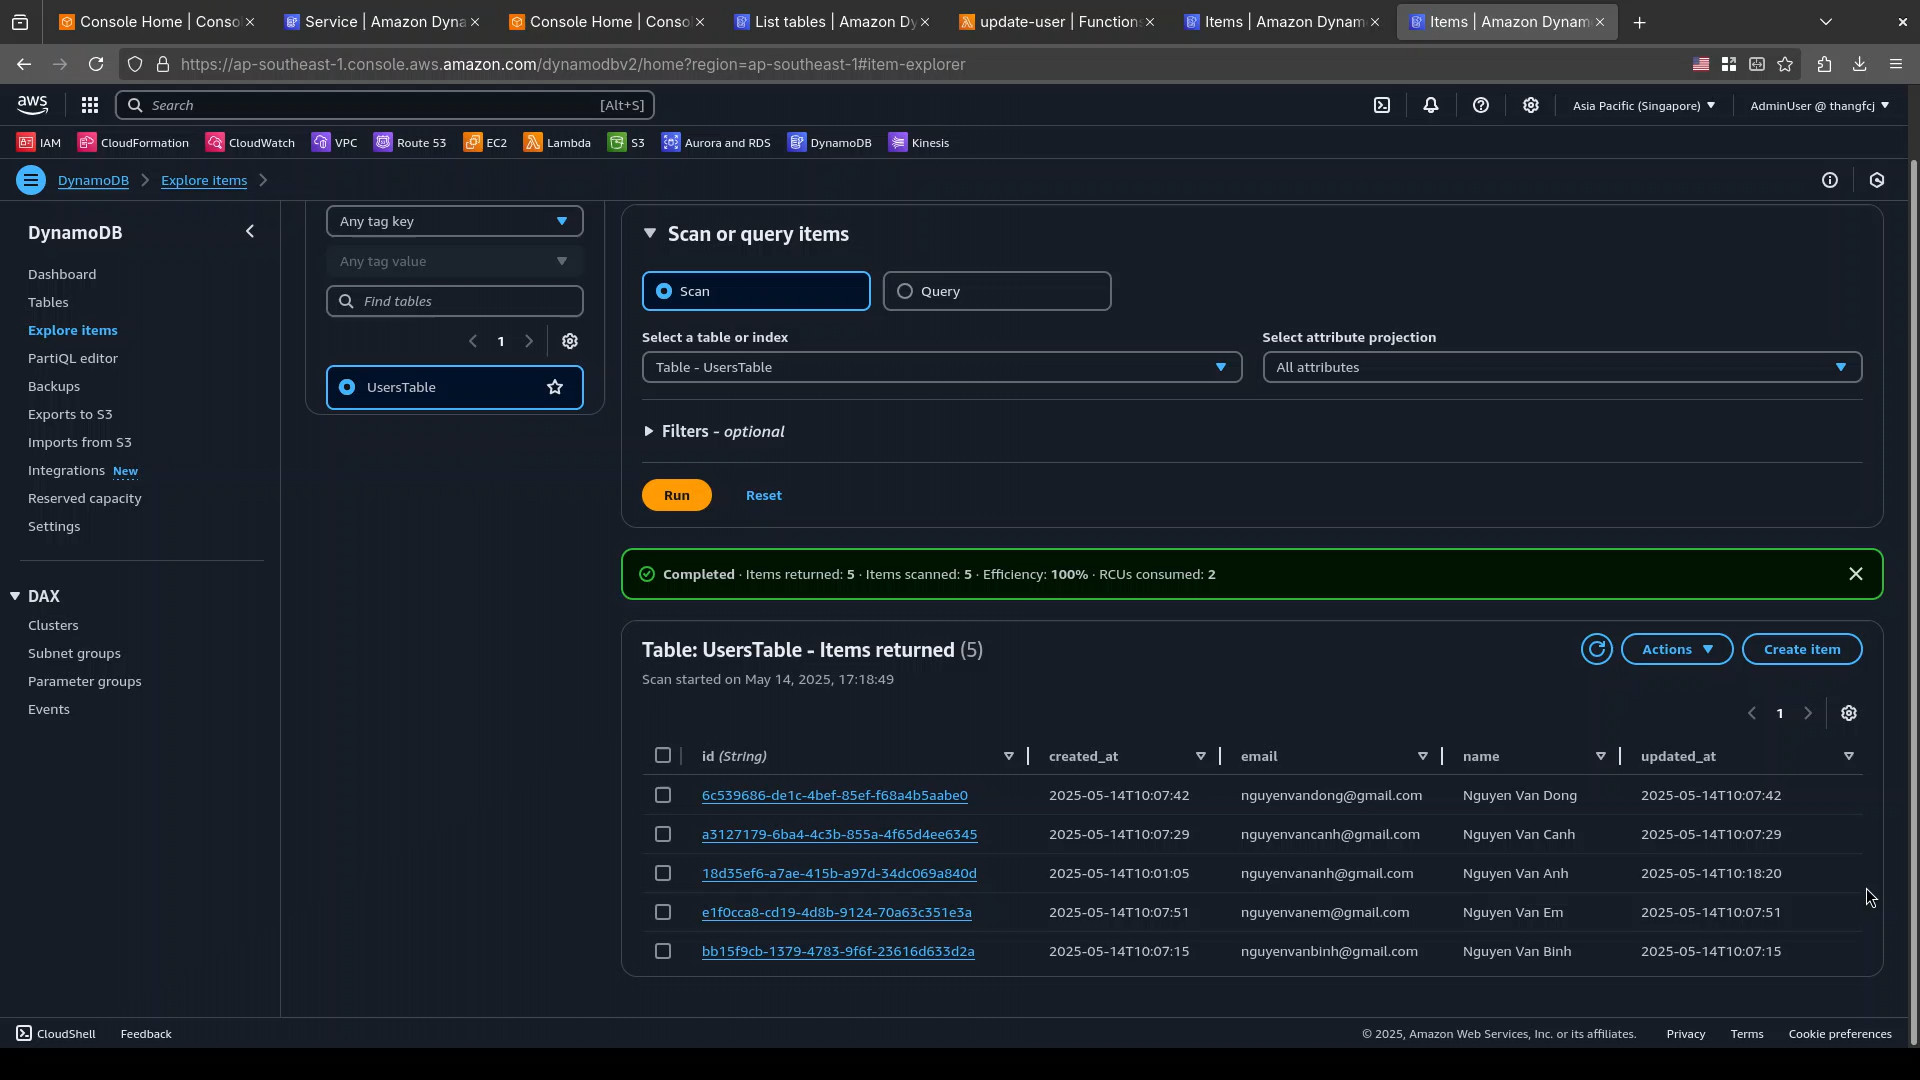 Console Home | Conso
Service | Amazon Dyna
Console Home | Conso
List tables | Amazon Dy
update-user | Function
Items | Amazon Dynam
Items | Amazon Dynam
https://ap-southeast-1.console.aws.amazon.com/dynamodbv2/home?region=ap-southeast-1#item-explorer
aws
Search
[Alt+S]
Asia Pacific (Singapore)
AdminUser @ thangfcj
IAM
CloudFormation
CloudWatch
VPC
Route 53
EC2
Lambda
S3
Aurora and RDS
DynamoDB
Kinesis
DynamoDB
Explore items
DynamoDB
Dashboard
Tables
Explore items
PartiQL editor
Backups
Exports to S3
Imports from S3
Integrations New
Reserved capacity
Settings
DAX
Clusters
Subnet groups
Parameter groups
Events
Any tag key
Any tag value
Find tables
1
UsersTable
Scan or query items
Scan
Query
Select a table or index
Table - UsersTable
Select attribute projection
All attributes
Filters - optional
Run
Reset
Completed · Items returned: 5 · Items scanned: 5 · Efficiency: 100% · RCUs consumed: 2
Table: UsersTable - Items returned (5)
Scan started on May 14, 2025, 17:18:49
Actions
Create item
1
id (String) created_at email name updated_at
6c539686-de1c-4bef-85ef-f68a4b5aabe0 2025-05-14T10:07:42 nguyenvandong@gmail.com Nguyen Van Dong 2025-05-14T10:07:42
a3127179-6ba4-4c3b-855a-4f65d4ee6345 2025-05-14T10:07:29 nguyenvancanh@gmail.com Nguyen Van Canh 2025-05-14T10:07:29
18d35ef6-a7ae-415b-a97d-34dc069a840d 2025-05-14T10:01:05 nguyenvananh@gmail.com Nguyen Van Anh 2025-05-14T10:18:20
e1f0cca8-cd19-4d8b-9124-70a63c351e3a 2025-05-14T10:07:51 nguyenvanem@gmail.com Nguyen Van Em 2025-05-14T10:07:51
bb15f9cb-1379-4783-9f6f-23616d633d2a 2025-05-14T10:07:15 nguyenvanbinh@gmail.com Nguyen Van Binh 2025-05-14T10:07:15
CloudShell
Feedback
© 2025, Amazon Web Services, Inc. or its affiliates.
Privacy
Terms
Cookie preferences